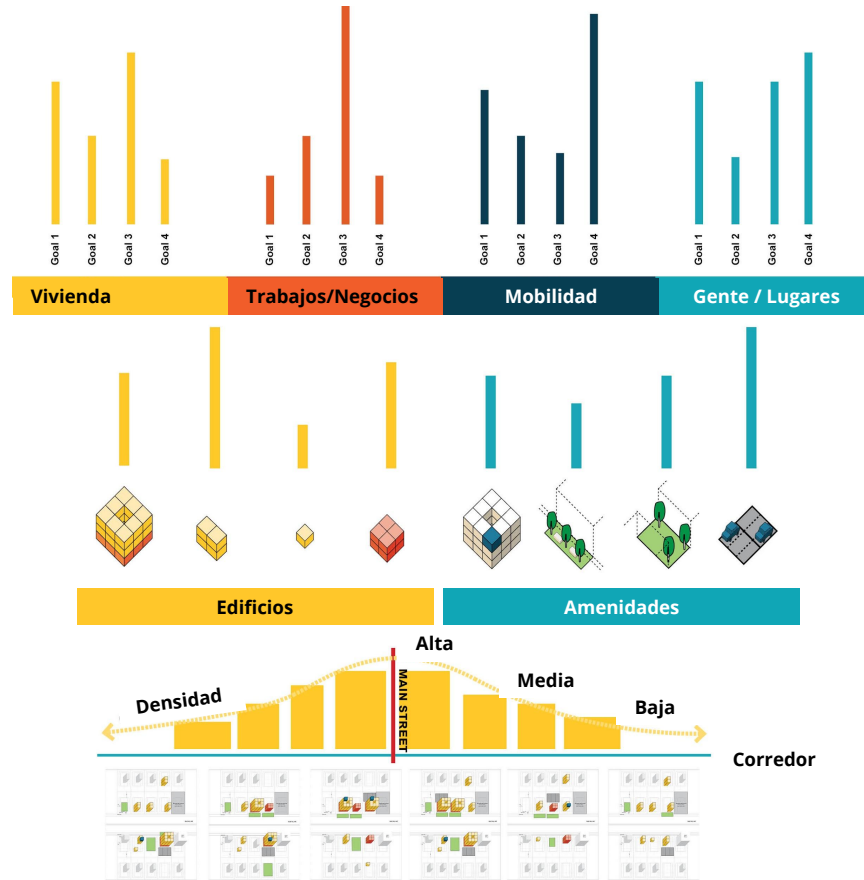 Goal 1
Goal 2
Goal 3
Goal 4
Goal 1
Goal 2
Goal 3
Goal 4
Goal 1
Goal 2
Goal 3
Goal 4
Goal 1
Goal 2
Goal 3
Goal 4
Vivienda
Trabajos/Negocios
Mobilidad
Gente / Lugares
Edificios
Amenidades
Alta
MAIN STREET
Densidad
Media
Baja
Corredor